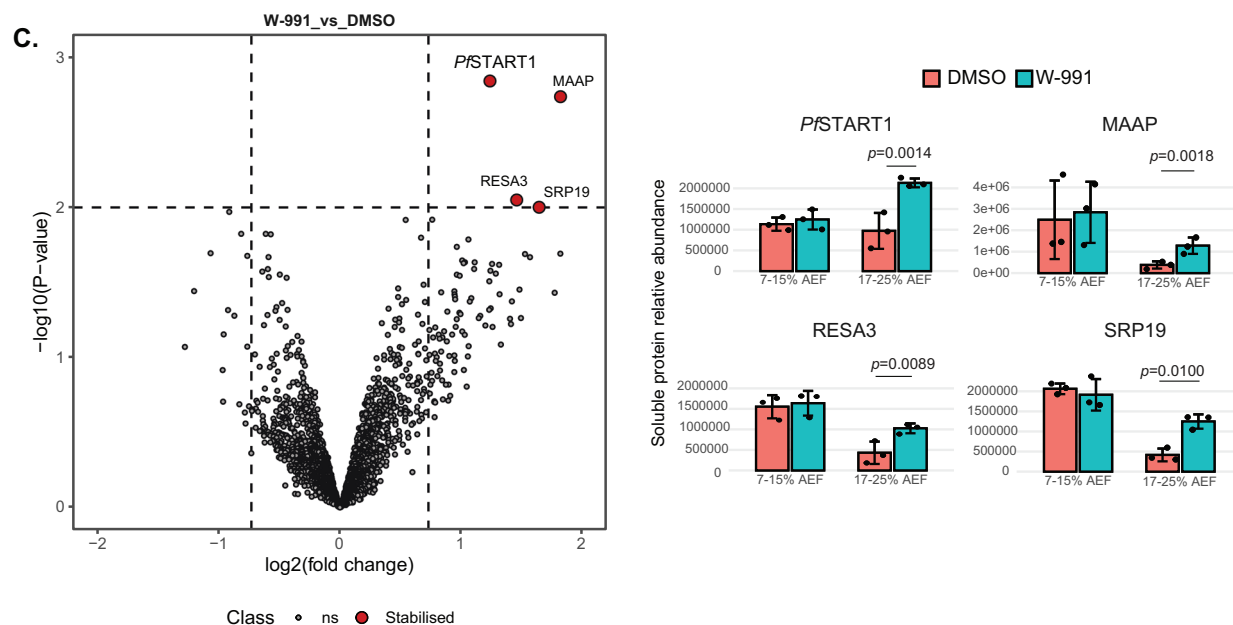 C.
W-991_vs_DMSO
3
2
1
0
−log10(P−value)
PfSTART1
MAAP
RESA3
SRP19
−2
−1
0
1
2
log2(fold change)
Class
ns
Stabilised
DMSO
W-991
Soluble protein relative abundance
PfSTART1
p=0.0014
2000000
1500000
1000000
500000
0
7-15% AEF
17-25% AEF
MAAP
p=0.0018
4e+06
3e+06
2e+06
1e+06
0e+00
7-15% AEF
17-25% AEF
RESA3
p=0.0089
2000000
1500000
1000000
500000
0
7-15% AEF
17-25% AEF
SRP19
p=0.0100
2000000
1500000
1000000
500000
0
7-15% AEF
17-25% AEF